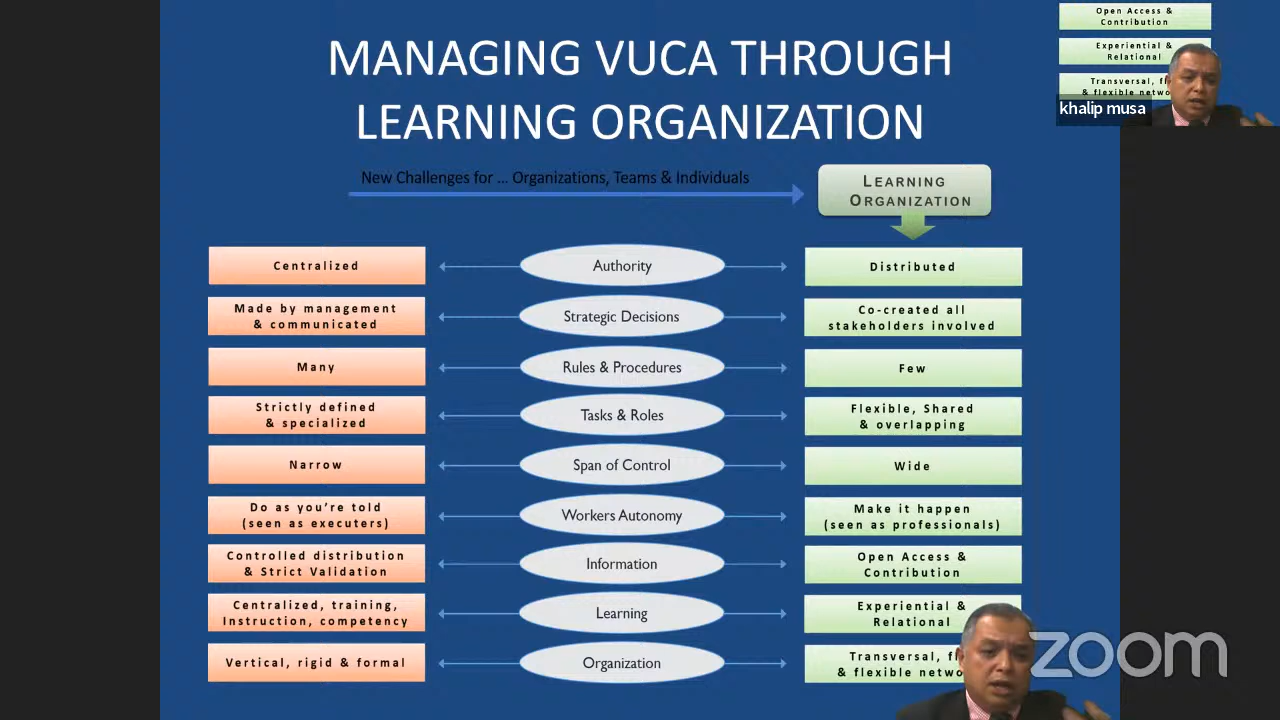 MANAGING VUCA THROUGH
LEARNING ORGANIZATION
New Challenges for ... Organizations, Teams & Individuals
LEARNING
ORGANIZATION
Centralized
Authority
Distributed
Made by management
& communicated
Strategic Decisions
Co-created all
stakeholders involved
Many
Rules & Procedures
Few
Strictly defined
& specialized
Tasks & Roles
Flexible, Shared
& overlapping
Narrow
Span of Control
Wide
Do as you're told
(seen as executers)
Workers Autonomy
Make it happen
(seen as professionals)
Controlled distribution
& Strict Validation
Information
Open Access &
Contribution
Centralized, training,
Instruction, competency
Learning
Experiential &
Relational
Vertical, rigid & formal
Organization
Transversal,
& flexible
Open Access &
Contribution
Experiential &
Relational
Transversal,
& flexible
khalip musa
zoom